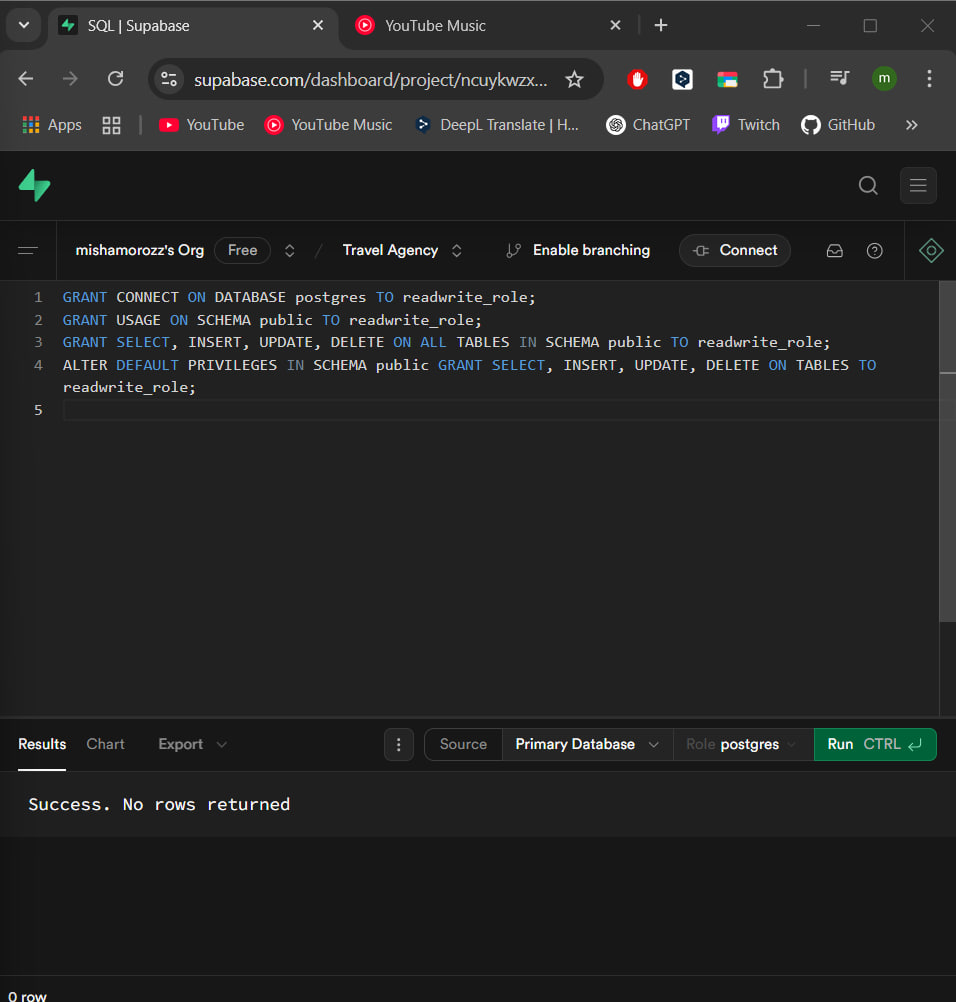 SQL | Supabase
YouTube Music
supabase.com/dashboard/project/ncuykwzx...
m
Apps
YouTube
YouTube Music
DeepL Translate | H...
ChatGPT
Twitch
GitHub
mishamorozz's Org
Free
/
Travel Agency
Enable branching
Connect
1 GRANT CONNECT ON DATABASE postgres TO readwrite_role;
2 GRANT USAGE ON SCHEMA public TO readwrite_role;
3 GRANT SELECT, INSERT, UPDATE, DELETE ON ALL TABLES IN SCHEMA public TO readwrite_role;
4 ALTER DEFAULT PRIVILEGES IN SCHEMA public GRANT SELECT, INSERT, UPDATE, DELETE ON TABLES TO
readwrite_role;
5
Results
Chart
Export
Source
Primary Database
Role postgres
Run CTRL
Success. No rows returned
0 row